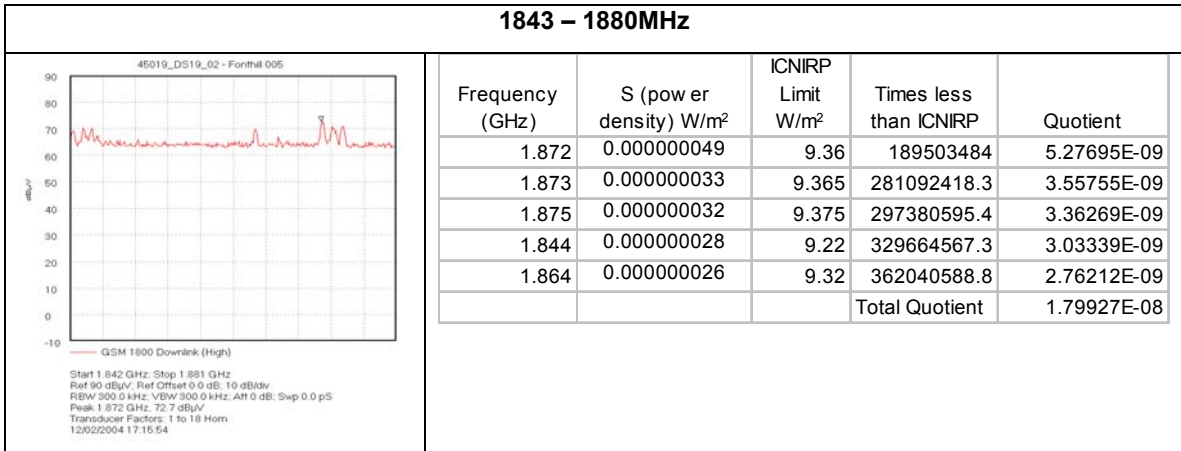 1843 – 1880MHz
45019_DS19_02 - Fonthill 005
90
80
70
60
50
40
30
20
10
0
-10
dBµV
GSM 1800 Downlink (High)
Start 1.842 GHz; Stop 1.881 GHz
Ref 90 dBµV; Ref Offset 0.0 dB; 10 dB/div
RBW 300.0 kHz; VBW 300.0 kHz; Att 0 dB; Swp 0.0 pS
Peak 1.872 GHz, 72.7 dBµV
Transducer Factors: 1 to 18 Horn
12/02/2004 17:15:54
Frequency (GHz) S (pow er density) W/m² ICNIRP Limit W/m² Times less than ICNIRP Quotient
1.872 0.000000049 9.36 189503484 5.27695E-09
1.873 0.000000033 9.365 281092418.3 3.55755E-09
1.875 0.000000032 9.375 297380595.4 3.36269E-09
1.844 0.000000028 9.22 329664567.3 3.03339E-09
1.864 0.000000026 9.32 362040588.8 2.76212E-09
Total Quotient 1.79927E-08